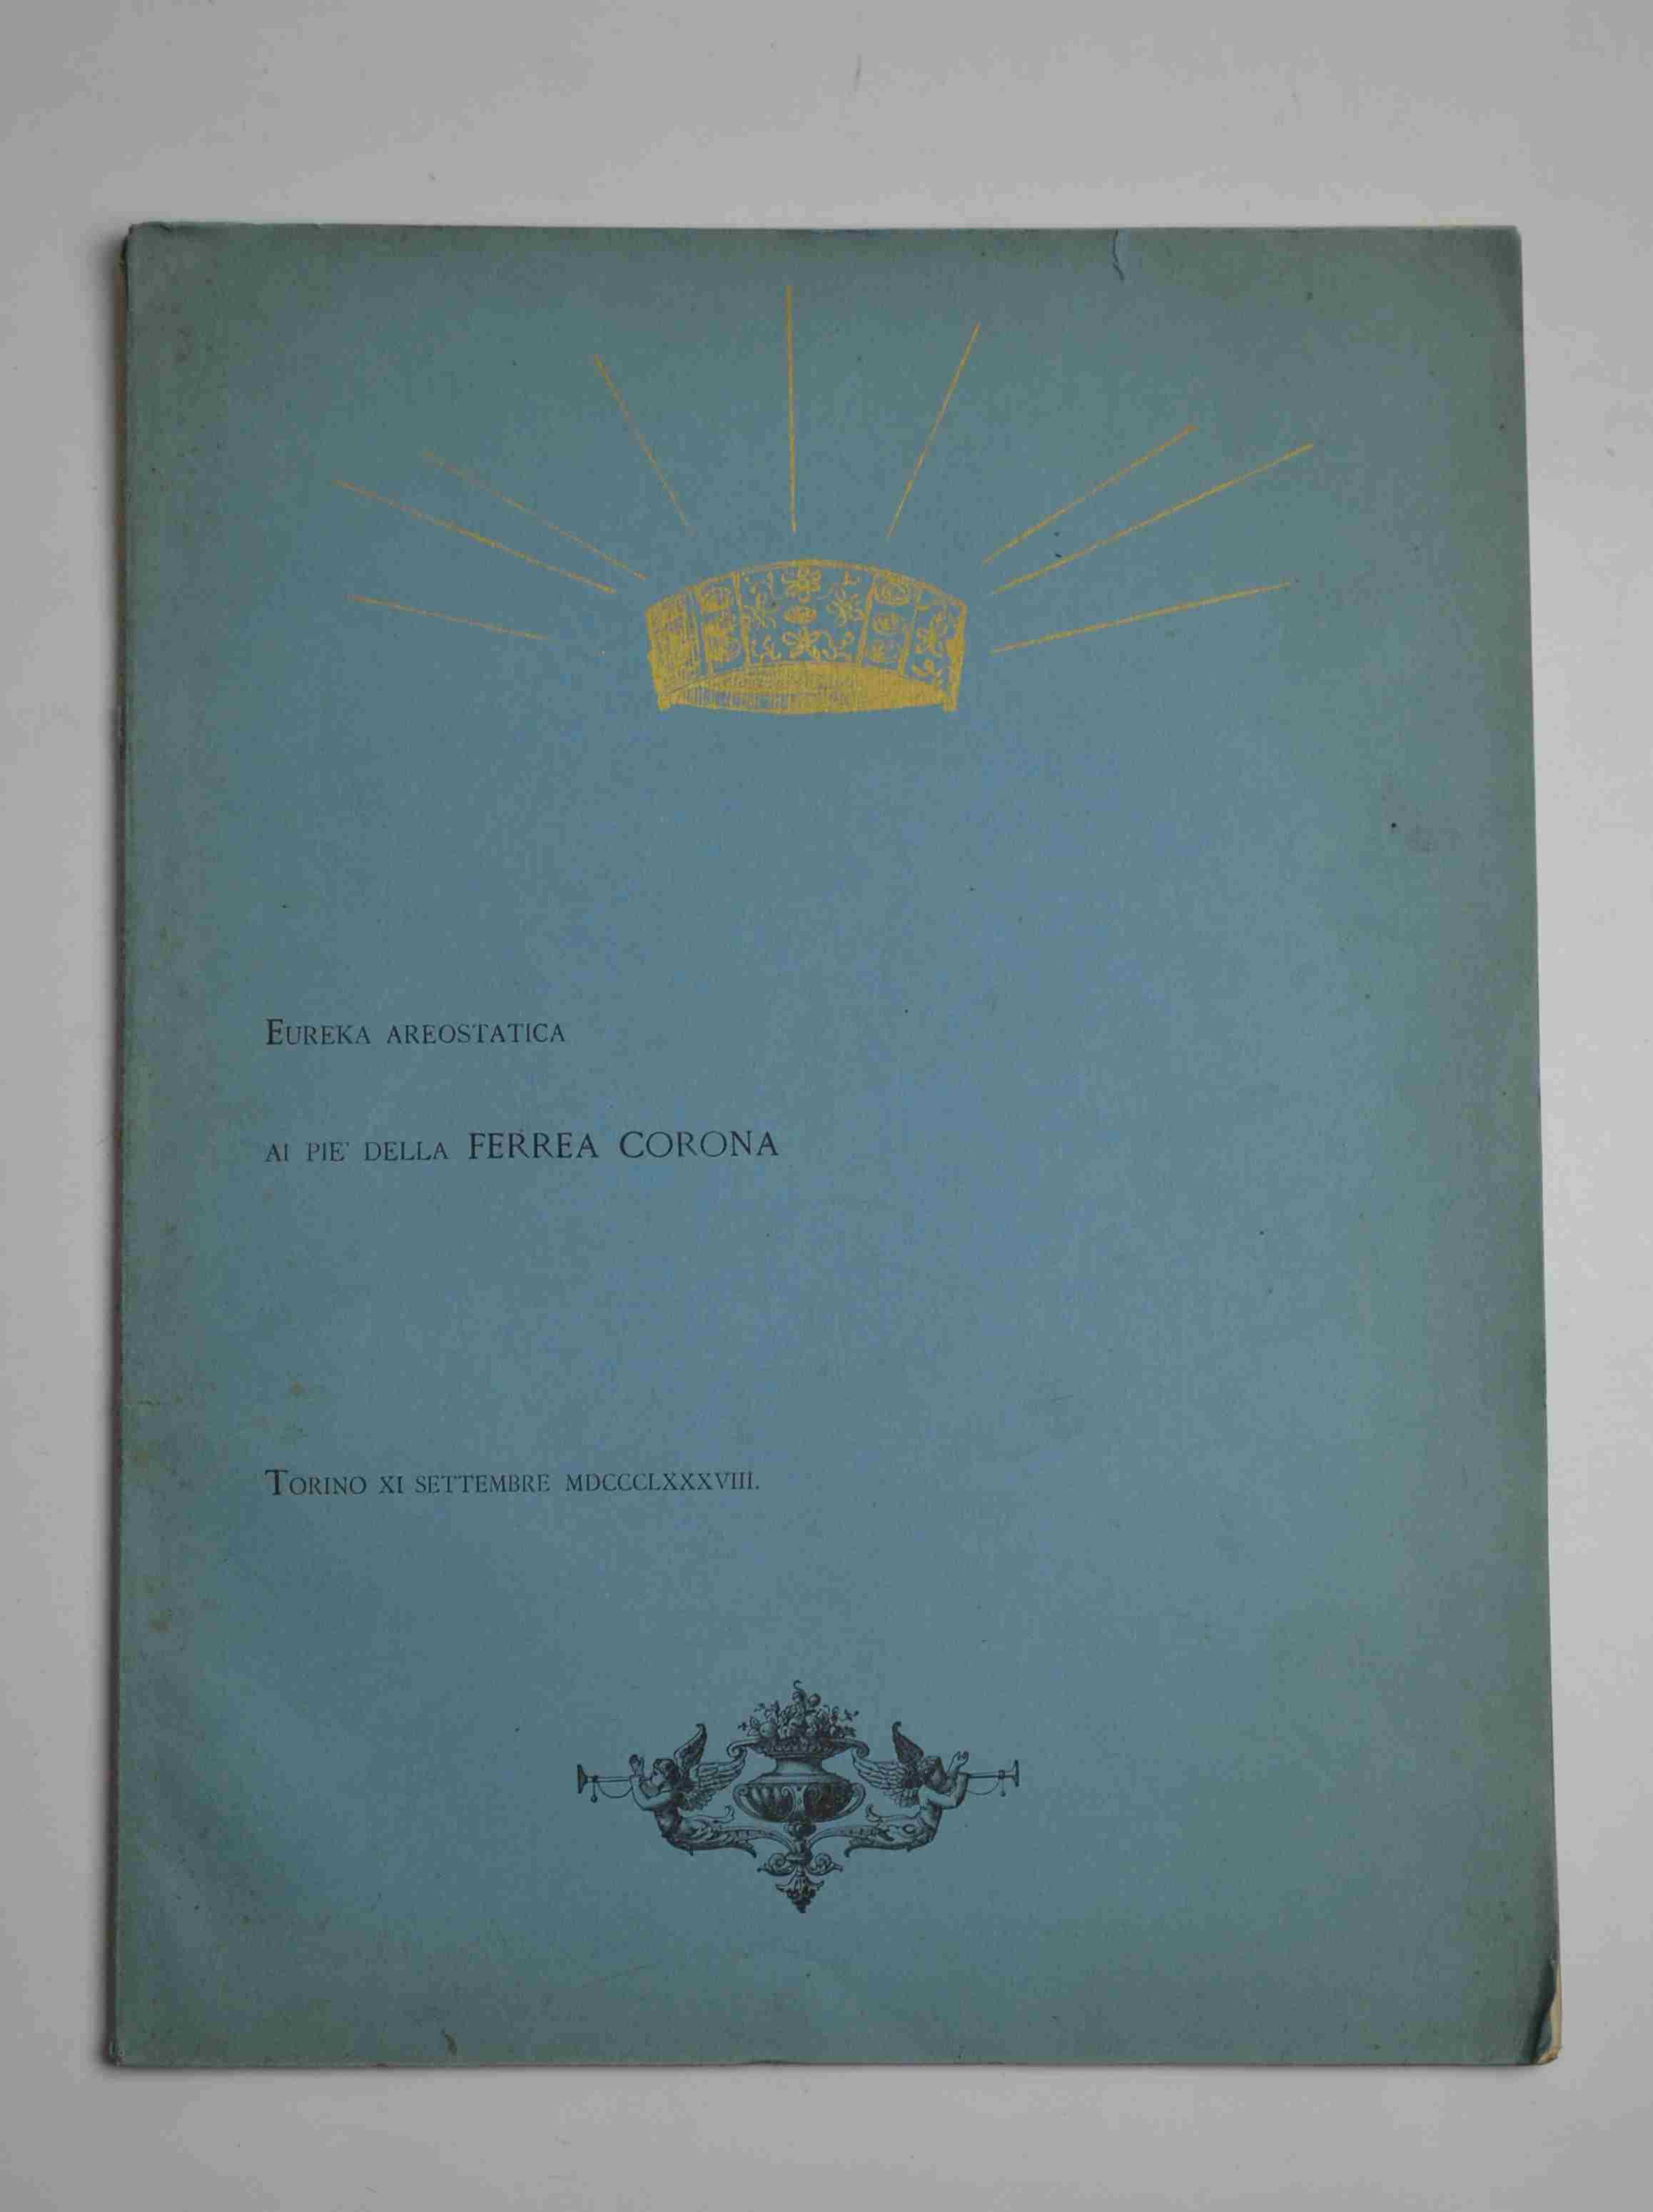 EUREKA AREOSTATICA
AI PIE' DELLA FERREA CORONA
TORINO XI SETTEMBRE MDCCCLXXXVIII.